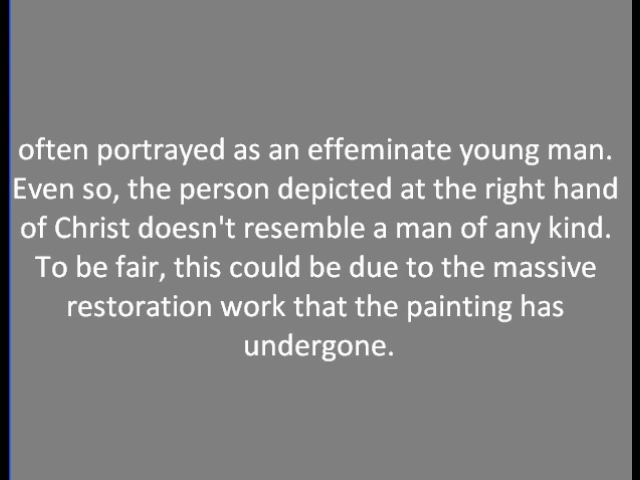 often portrayed as an effeminate young man.
Even so, the person depicted at the right hand
of Christ doesn't resemble a man of any kind.
To be fair, this could be due to the massive
restoration work that the painting has
undergone.